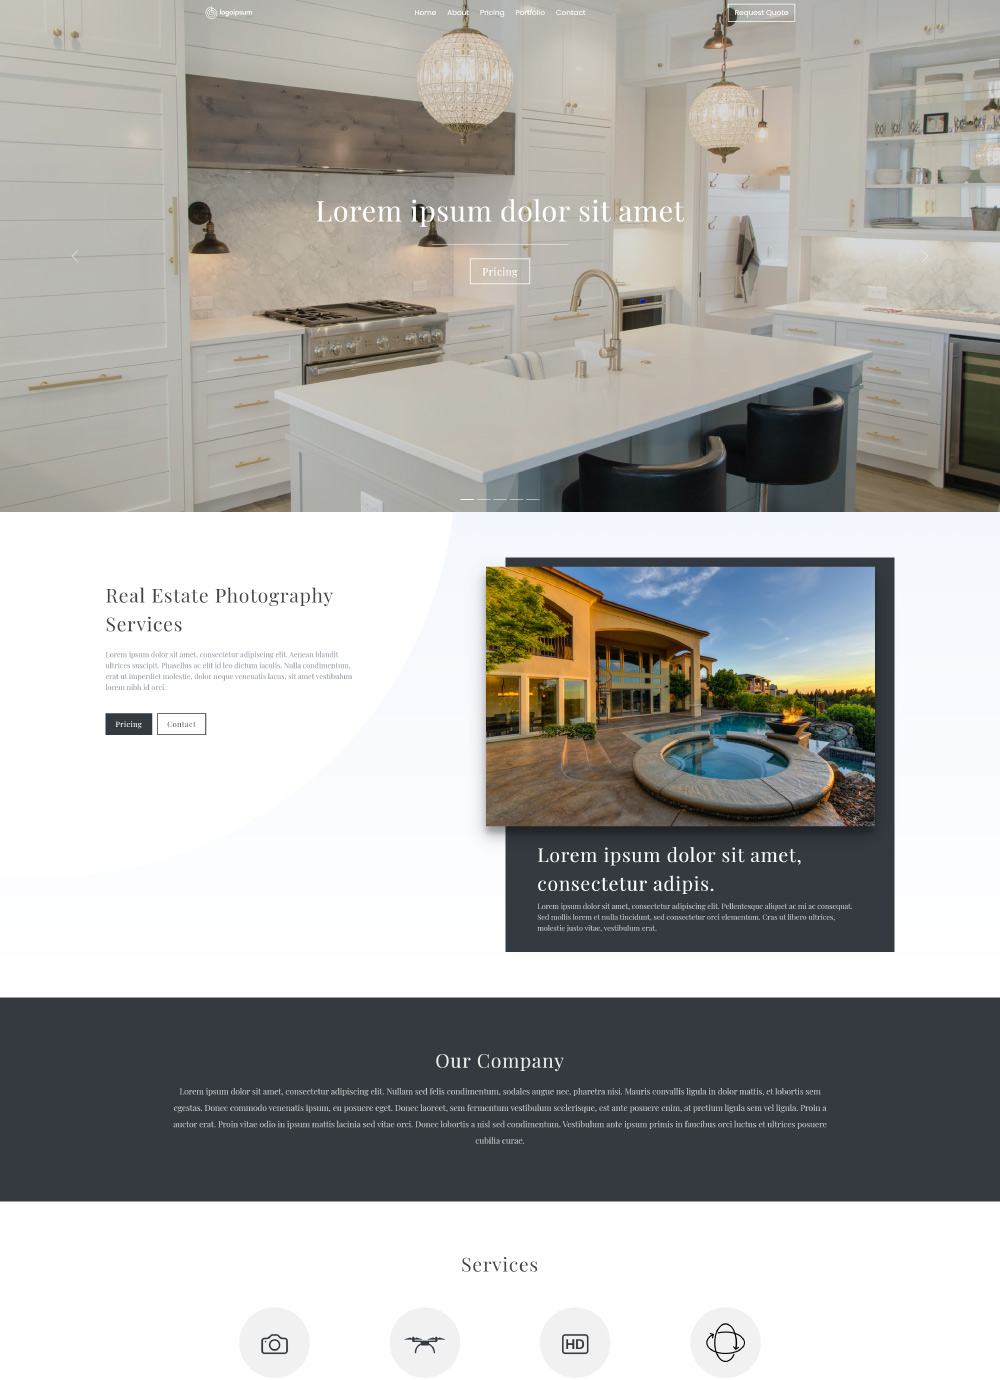 logoipsum
Home About Pricing Portfolio Contact
Request Quote
Lorem ipsum dolor sit amet
Pricing
Real Estate Photography
Services
Lorem ipsum dolor sit amet, consectetur adipiscing elit. Aenean blandit
ultrices suscipit. Phasellus ac elit id leo dictum iaculis. Nulla condimentum,
erat ut imperdiet molestie, dolor neque venenatis lacus, sit amet vestibulum
lorem nibh id orci.
Pricing
Contact
Lorem ipsum dolor sit amet,
consectetur adipis.
Lorem ipsum dolor sit amet, consectetur adipiscing elit. Pellentesque aliquet ac mi ac consequat.
Sed mollis lorem et nulla tincidunt, sed consectetur orci elementum. Cras ut libero ultrices,
molestie justo vitae, vestibulum erat.
Our Company
Lorem ipsum dolor sit amet, consectetur adipiscing elit. Nullam sed felis condimentum, sodales augue nec, pharetra nisi. Mauris convallis ligula in dolor mattis, et lobortis sem
egestas. Donec commodo venenatis ipsum, eu posuere eget. Donec laoreet, sem fermentum vestibulum scelerisque, est ante posuere enim, at pretium ligula sem vel ligula. Proin a
auctor erat. Proin vitae odio in ipsum mattis lacinia sed vitae orci. Donec lobortis a nisl sed condimentum. Vestibulum ante ipsum primis in faucibus orci luctus et ultrices posuere
cubilia curae.
Services
HD